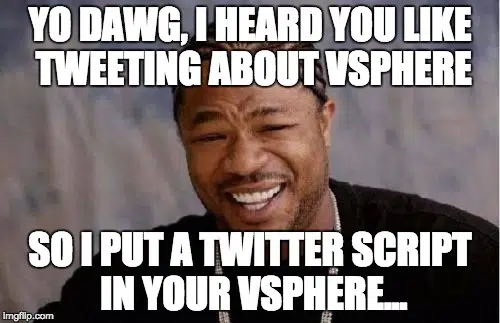 YO DAWG, I HEARD YOU LIKE
TWEETING ABOUT VSPHERE
SO I PUT A TWITTER SCRIPT
IN YOUR VSPHERE...
imgflip.com